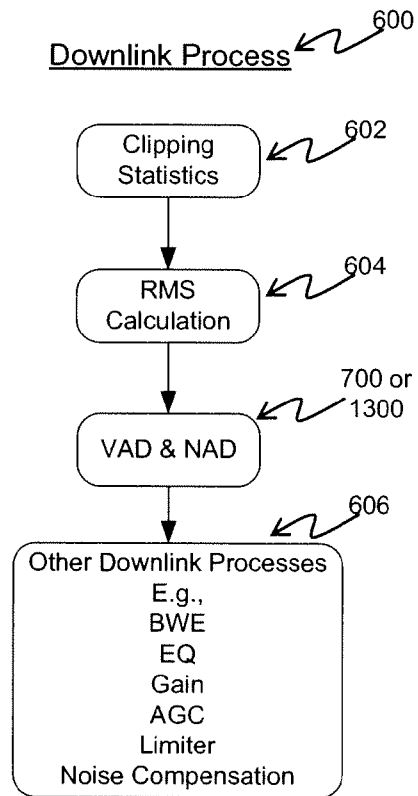 Downlink Process
600
Clipping
Statistics
602
RMS
Calculation
604
VAD & NAD
700 or
1300
606
Other Downlink Processes
E.g.,
BWE
EQ
Gain
AGC
Limiter
Noise Compensation